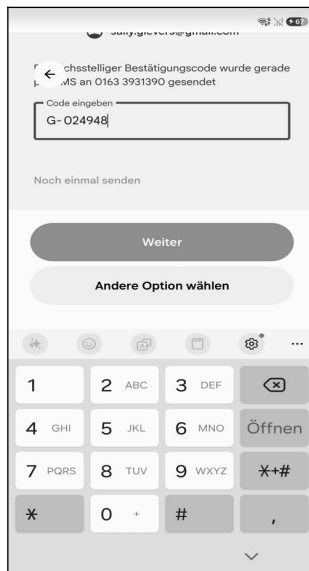 67
sally.gievers@gmail.com
chsstelliger Bestätigungscode wurde gerade
MS an 0163 3931390 gesendet
Code eingeben
G- 024948
Noch einmal senden
Weiter
Andere Option wählen
1 2 ABC 3 DEF
4 GHI 5 JKL 6 MNO Öffnen
7 PQRS 8 TUV 9 WXYZ *+#
* 0 + # ,